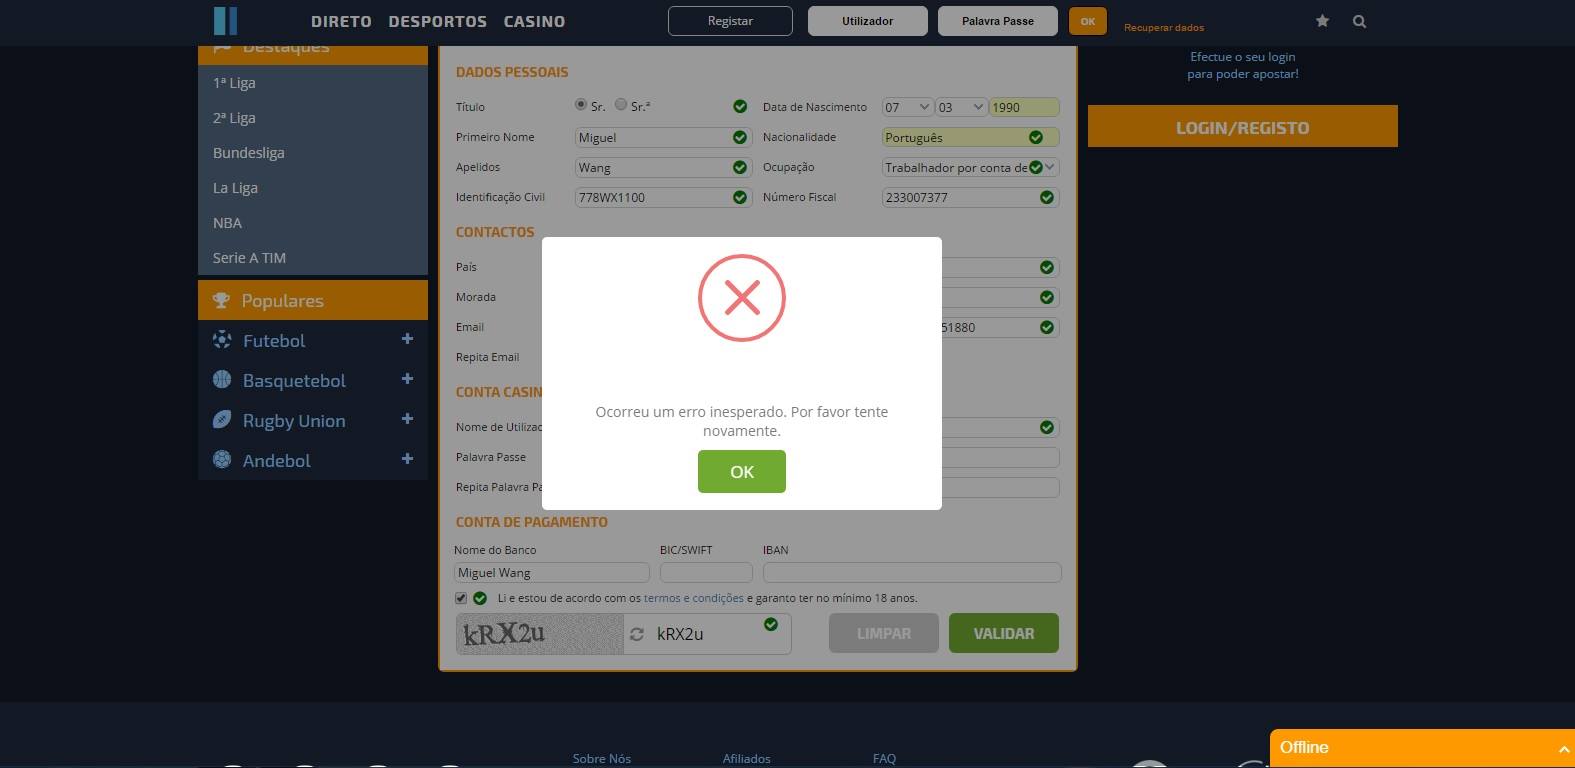 DIRETO DESPORTOS CASINO Registar Utilizador Palavra Passe OK Recuperar dados
Destaques
1ª Liga
2ª Liga
Bundesliga
La Liga
NBA
Serie A TIM
Populares
Futebol
Basquetebol
Rugby Union
Andebol
DADOS PESSOAIS
Título Sr. Sr.ª Data de Nascimento 07 03 1990
Primeiro Nome Miguel Nacionalidade Português
Apelidos Wang Ocupação Trabalhador por conta de
Identificação Civil 778WX1100 Número Fiscal 233007377
CONTACTOS
País
Morada
Email 51880
Repita Email
CONTA CASIN
Nome de Utilizac
Palavra Passe
Repita Palavra Pa
Ocorreu um erro inesperado. Por favor tente
novamente.
OK
CONTA DE PAGAMENTO
Nome do Banco BIC/SWIFT IBAN
Miguel Wang
Li e estou de acordo com os termos e condições e garanto ter no mínimo 18 anos.
kRX2u kRX2u LIMPAR VALIDAR
Efectue o seu login
para poder apostar!
LOGIN/REGISTO
Sobre Nós Afiliados FAQ
Offline